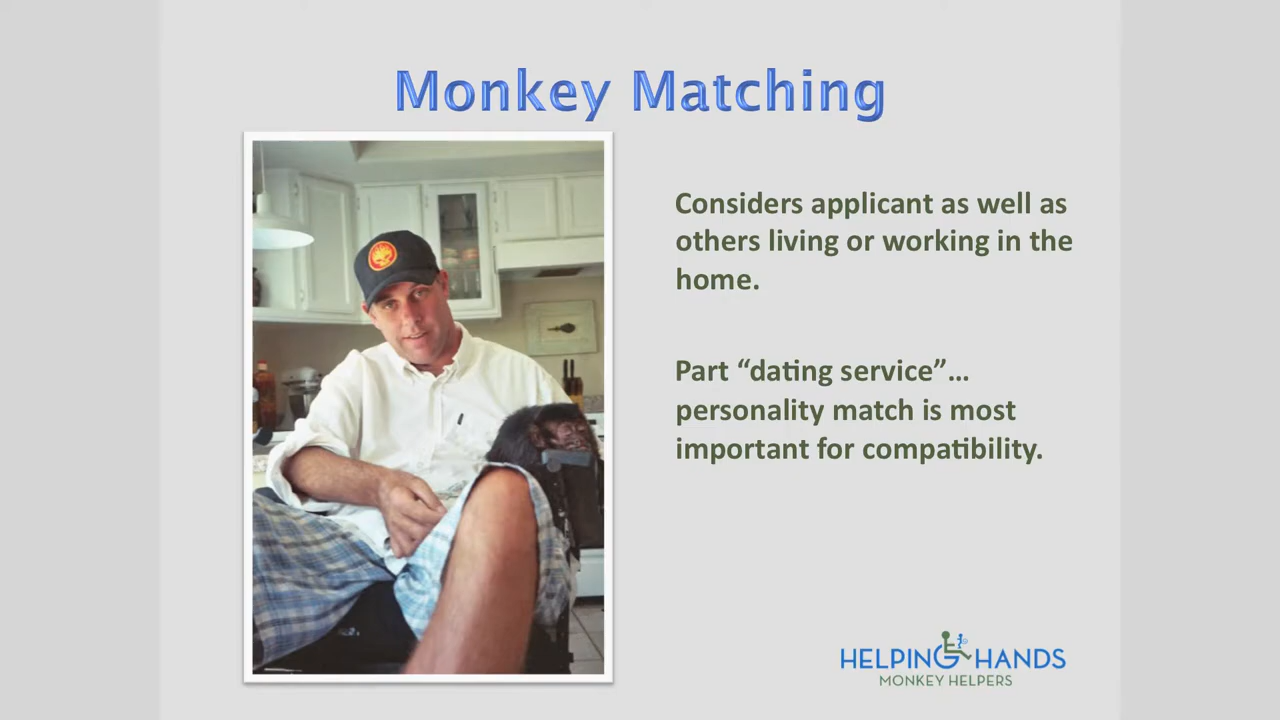 Monkey Matching
Considers applicant as well as
others living or working in the
home.
Part “dating service”…
personality match is most
important for compatibility.
HELPING HANDS
MONKEY HELPERS